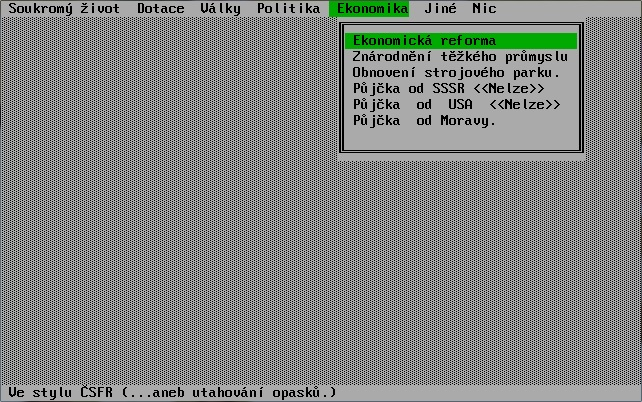 Soukromý život Dotace Války Politika Ekonomika Jiné Nic
Ekonomická reforma
Znárodnění těžkého průmyslu
Obnovení strojového parku.
Půjčka od SSSR <<Nelze>>
Půjčka od USA <<Nelze>>
Půjčka od Moravy.
Ve stylu ČSFR (...aneb utahování opasků.)